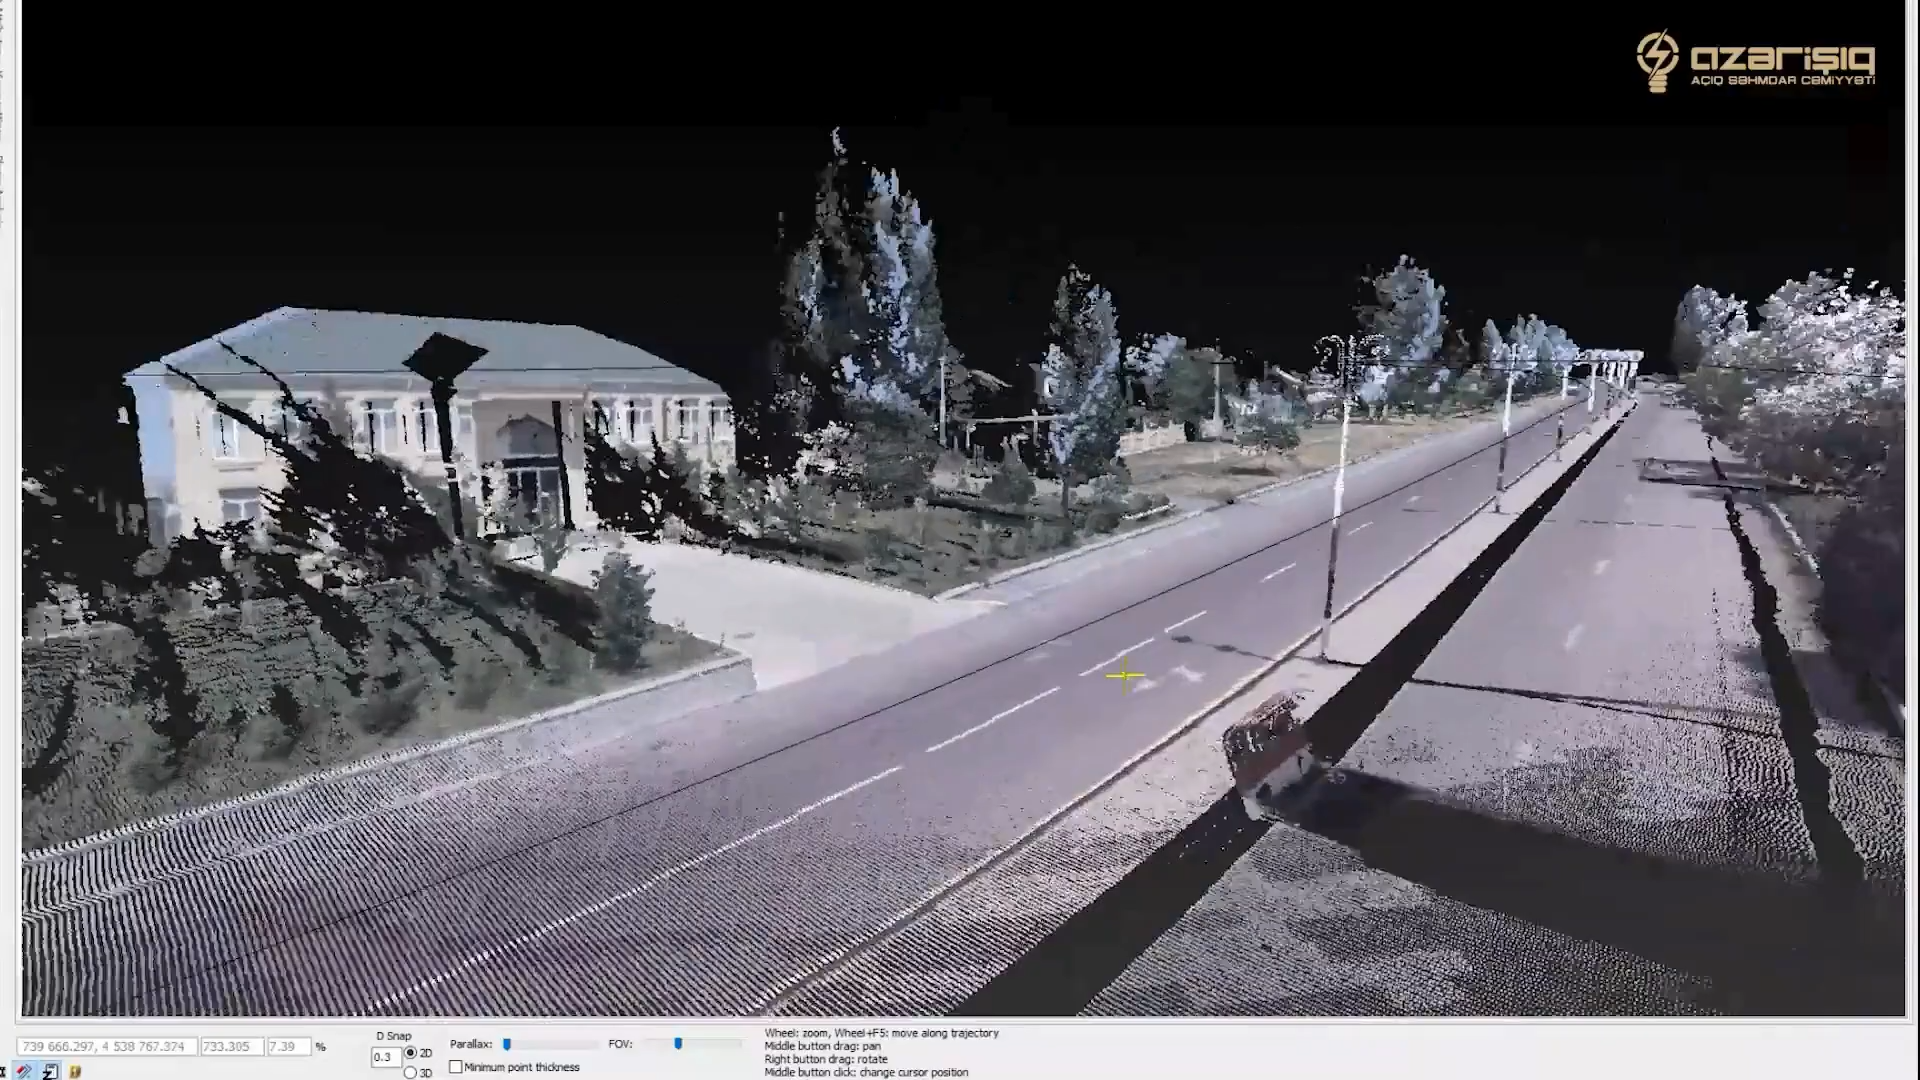 azərişıq
AÇIQ SƏHMDAR CƏMİYYƏTİ
D Snap
Parallax:
FOV:
Wheel: zoom, Wheel+F5: move along trajectory
739 666.297, 4 538 767.374
733.305
7.39
%
0.3
2D
3D
Minimum point thickness
Middle button drag: pan
Right button drag: rotate
Middle button click: change cursor position